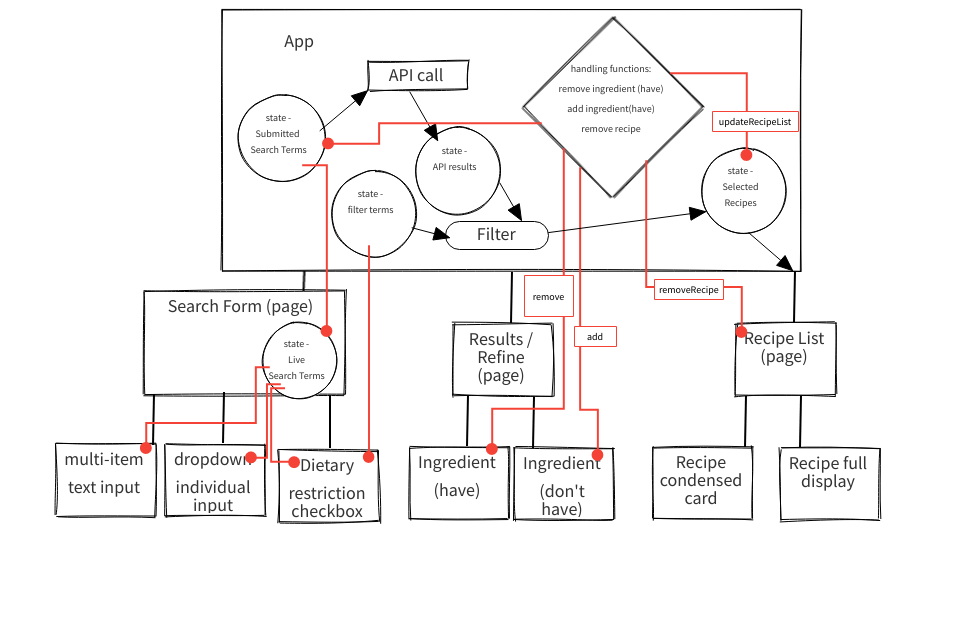 App
API call
handling functions:
remove ingredient (have)
add ingredient(have)
remove recipe
updateRecipeList
state -
Submitted
Search Terms
state -
API results
state -
filter terms
Filter
state -
Selected
Recipes
remove
removeRecipe
add
Search Form (page)
state -
Live
Search Terms
Results /
Refine
(page)
Recipe List
(page)
multi-item
text input
dropdown
individual
input
Dietary
restriction
checkbox
Ingredient
(have)
Ingredient
(don't
have)
Recipe
condensed
card
Recipe full
display